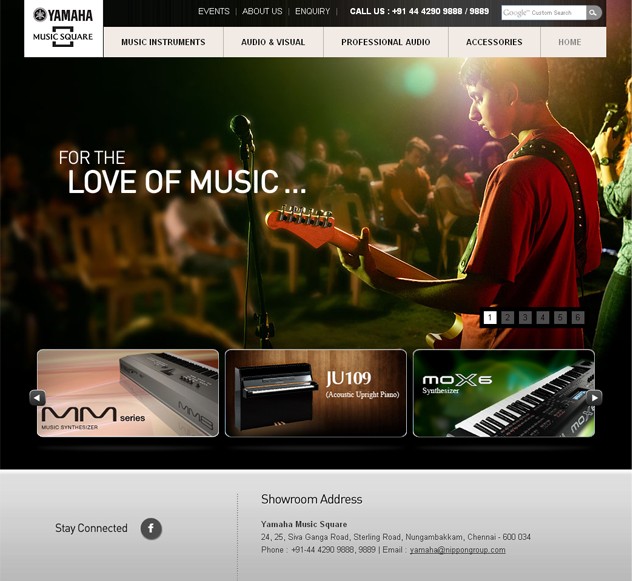 EVENTS | ABOUT US | ENQUIRY | CALL US : +91 44 4290 9888 / 9889
Google™ Custom Search
YAMAHA
MUSIC SQUARE
MUSIC INSTRUMENTS
AUDIO & VISUAL
PROFESSIONAL AUDIO
ACCESSORIES
HOME
FOR THE
LOVE OF MUSIC ...
1 2 3 4 5 6
MM series
MUSIC SYNTHESIZER
MM8
JU109
(Acoustic Upright Piano)
moX6
Synthesizer
moX
Showroom Address
Stay Connected f
Yamaha Music Square
24, 25, Siva Ganga Road, Sterling Road, Nungambakkam, Chennai - 600 034
Phone : +91-44 4290 9888, 9889 | Email : yamaha@nippongroup.com